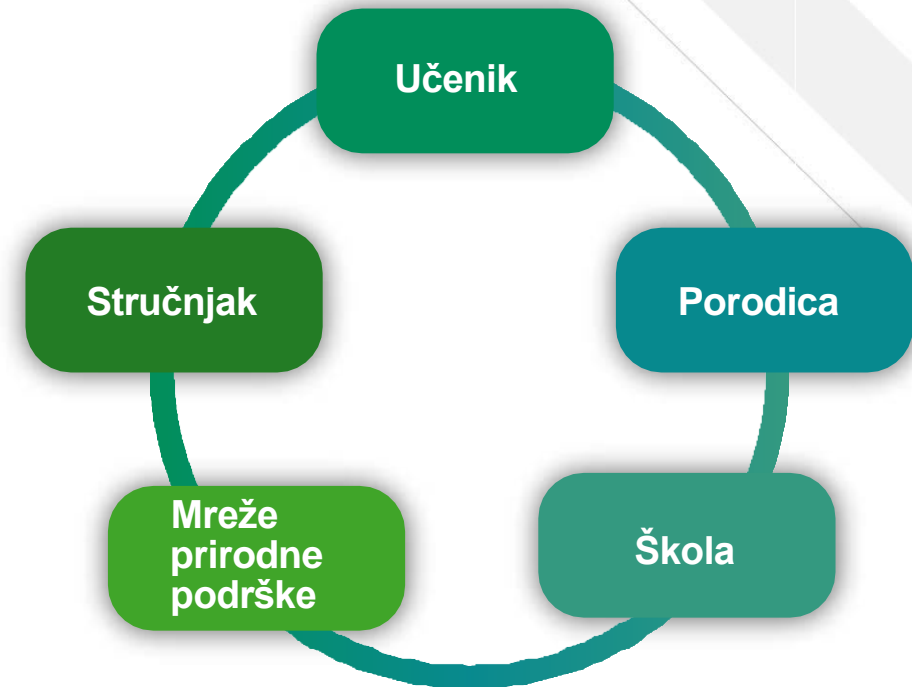 Učenik
Porodica
Škola
Mreže
prirodne
podrške
Stručnjak